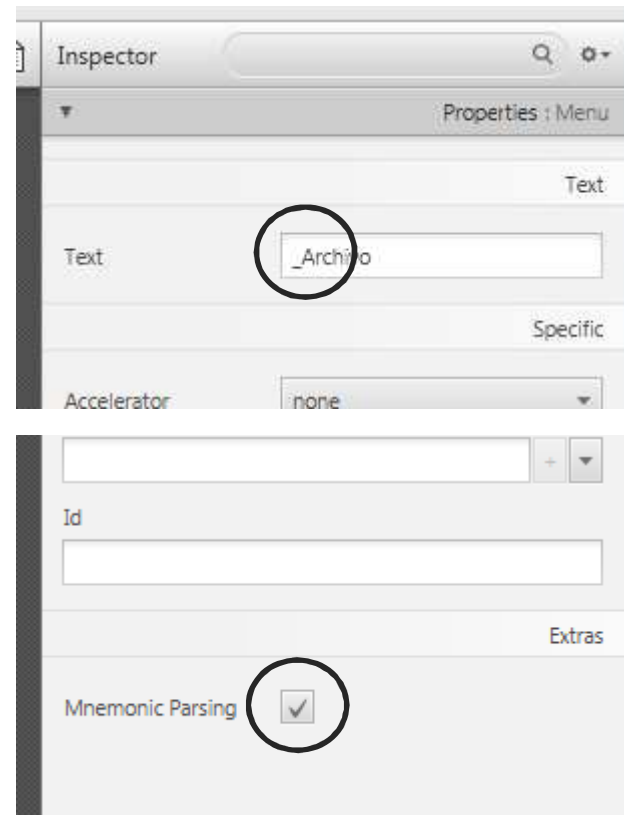 Inspector
Properties : Menu
Text
Text _Archivo
Specific
Accelerator none
+
Id
Extras
Mnemonic Parsing